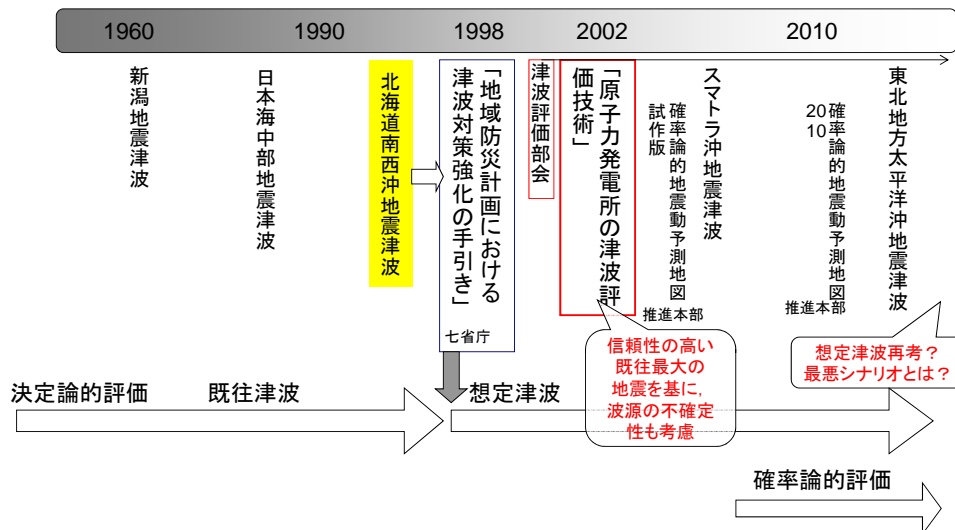 1960
1990
1998
2002
2010
新潟地震津波
日本海中部地震津波
北海道南西沖地震津波
「地域防災計画における
津波対策強化の手引き」
七省庁
津波評価部会
「原子力発電所の津波評
価技術」
確率論的地震動予測地図
試作版
推進本部
スマトラ沖地震津波
確率論的地震動予測地図
2010
推進本部
東北地方太平洋沖地震津波
信頼性の高い
既往最大の
地震を基に，
波源の不確定
性も考慮
想定津波再考？
最悪シナリオとは？
決定論的評価
既往津波
想定津波
確率論的評価